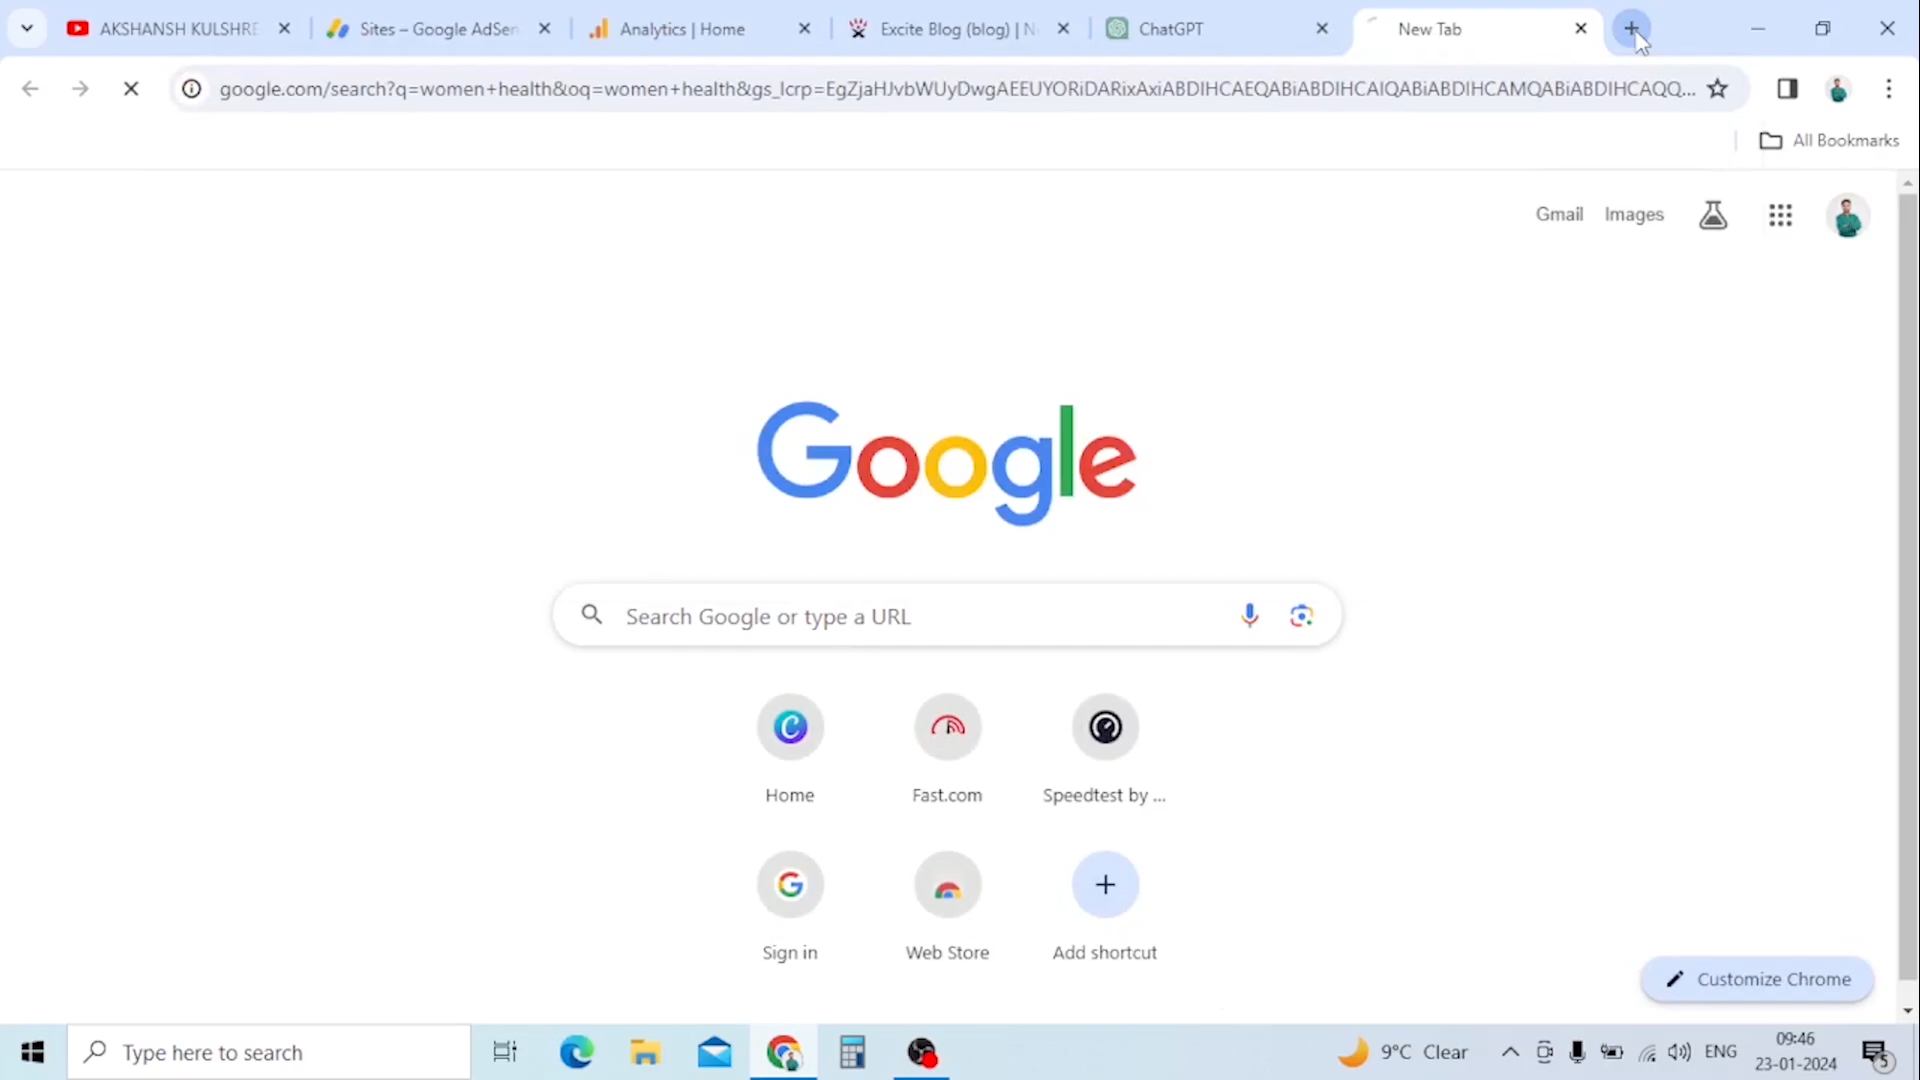 AKSHANSH KULSHRE
Sites – Google AdSen
Analytics | Home
Excite Blog (blog) | N
ChatGPT
New Tab
google.com/search?q=women+health&oq=women+health&gs_lcrp=EgZjaHJvbWUyDwgAEEUYORiDARixAxiABDIHCAEQABiABDIHCAIQABiABDIHCAMQABiABDIHCAQQ...
All Bookmarks
Gmail
Images
Google
Search Google or type a URL
Home
Fast.com
Speedtest by ...
Sign in
Web Store
Add shortcut
Customize Chrome
Type here to search
9°C Clear
ENG
09:46
23-01-2024
5